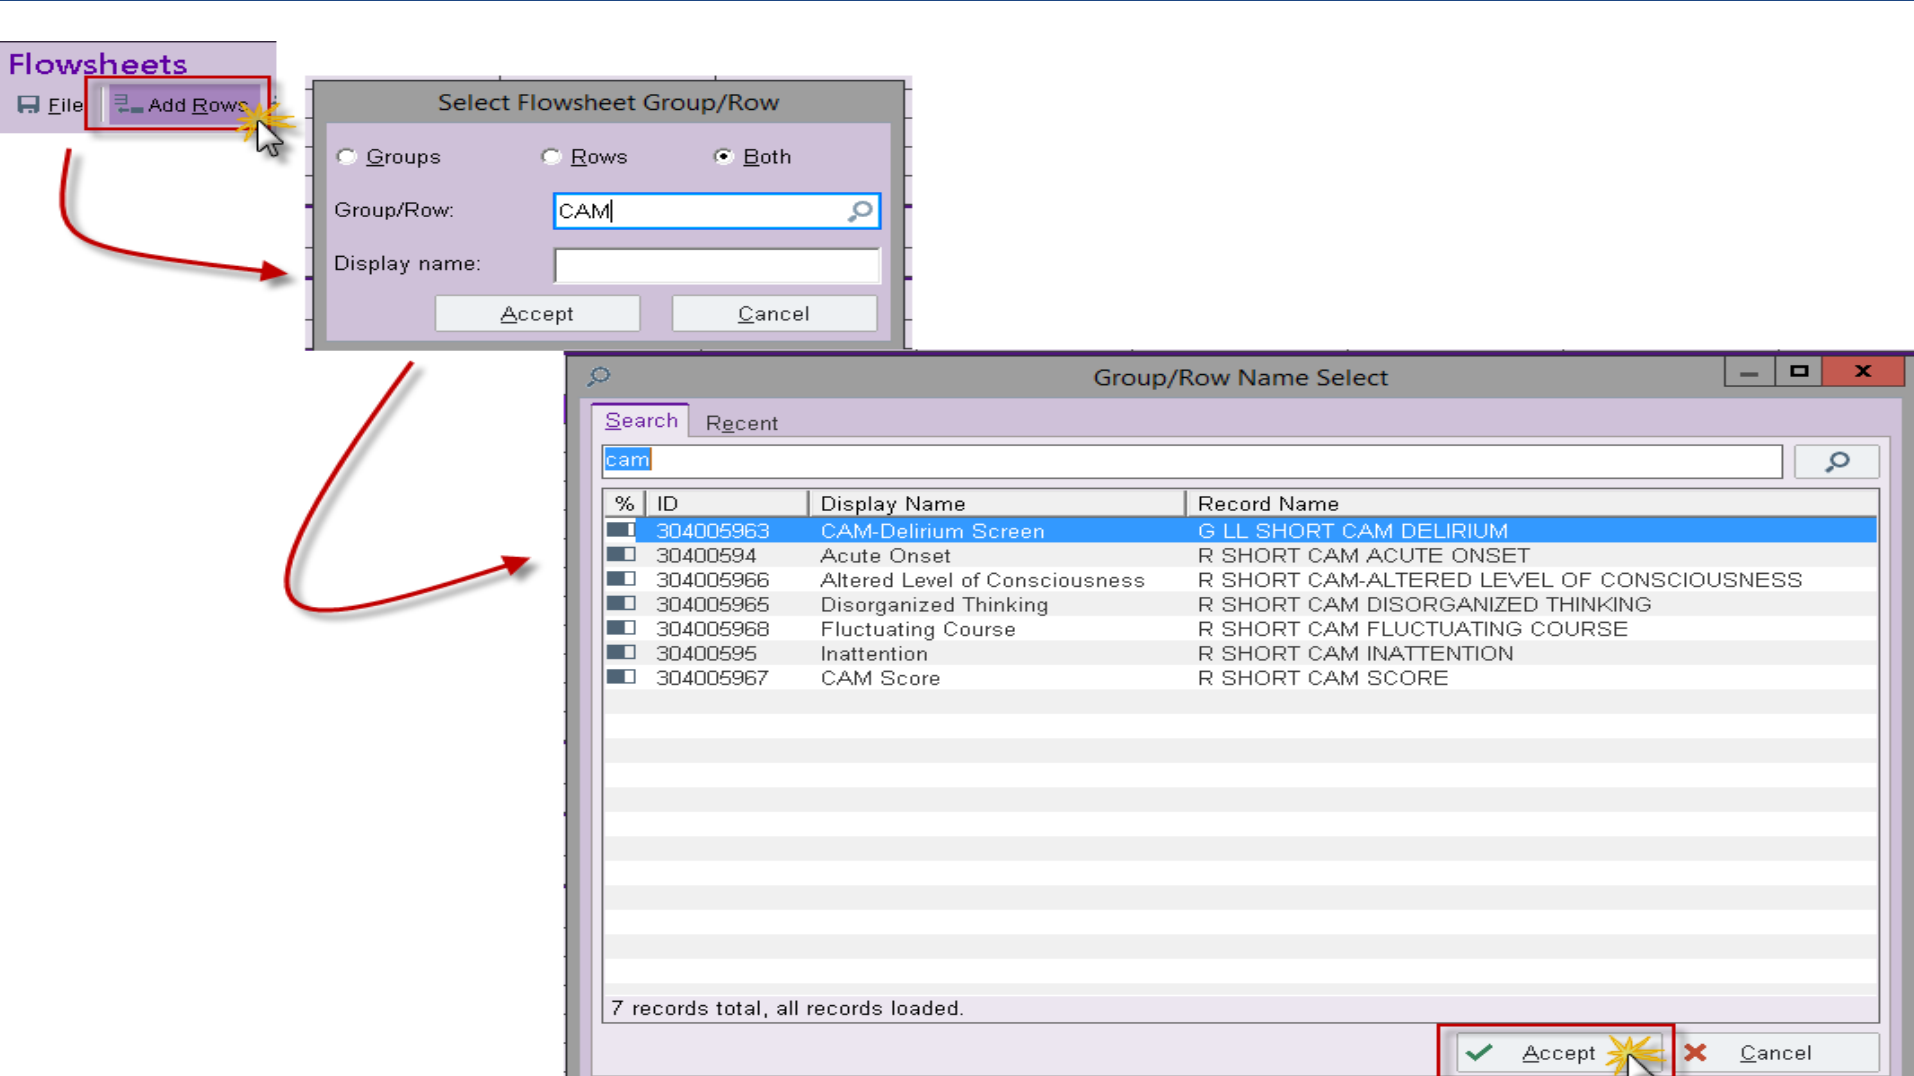 Flowsheets
File Add Rows
Select Flowsheet Group/Row
Groups Rows Both
Group/Row: CAM
Display name:
Accept Cancel
Group/Row Name Select
Search Recent
cam
% ID Display Name Record Name
304005963 CAM-Delirium Screen G LL SHORT CAM DELIRIUM
30400594 Acute Onset R SHORT CAM ACUTE ONSET
304005966 Altered Level of Consciousness R SHORT CAM-ALTERED LEVEL OF CONSCIOUSNESS
304005965 Disorganized Thinking R SHORT CAM DISORGANIZED THINKING
304005968 Fluctuating Course R SHORT CAM FLUCTUATING COURSE
30400595 Inattention R SHORT CAM INATTENTION
304005967 CAM Score R SHORT CAM SCORE
7 records total, all records loaded.
Accept Cancel